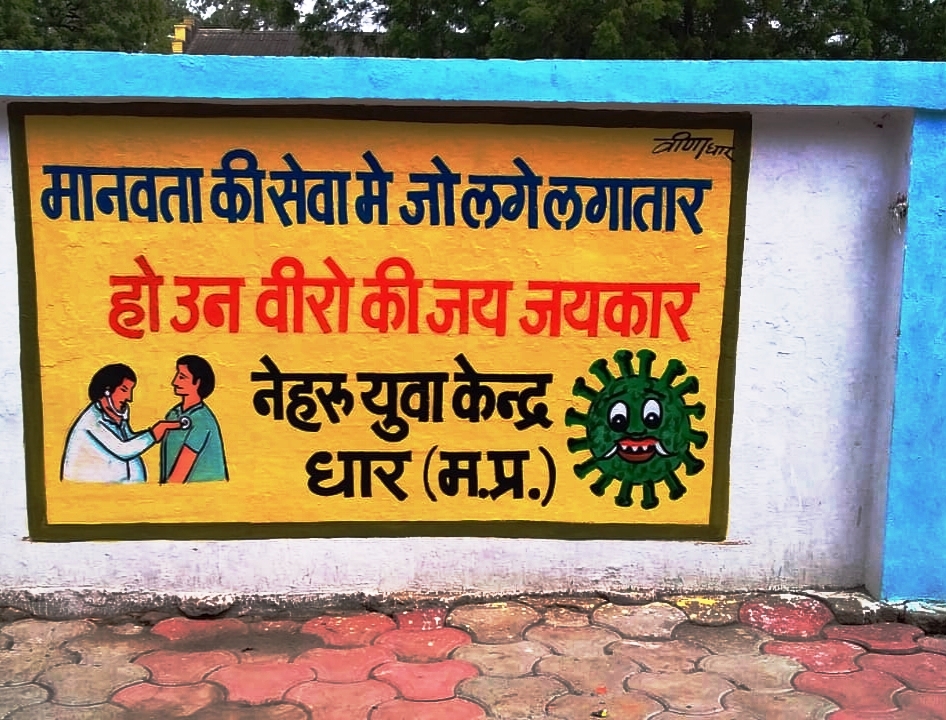 वीणा धार
मानवता की सेवा मे जो लगे लगातार
हो उन वीरो की जय जयकार
नेहरू युवा केन्द्र
धार (म.प्र.)